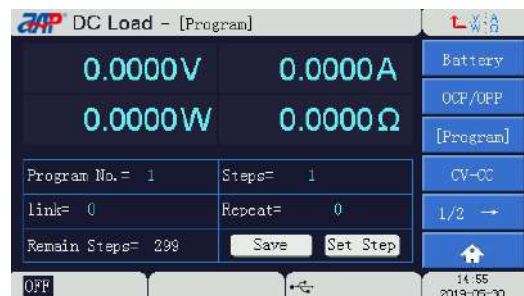 DC Load - [Program]
0.0000V 0.0000A
0.0000W 0.0000Ω
Program No.= 1 Steps= 1
link= 0 Repeat= 0
Remain Steps= 299 Save Set Step
OFF
Battery
OCP/OPP
[Program]
CV-CC
1/2 →
14:55
2019-05-30